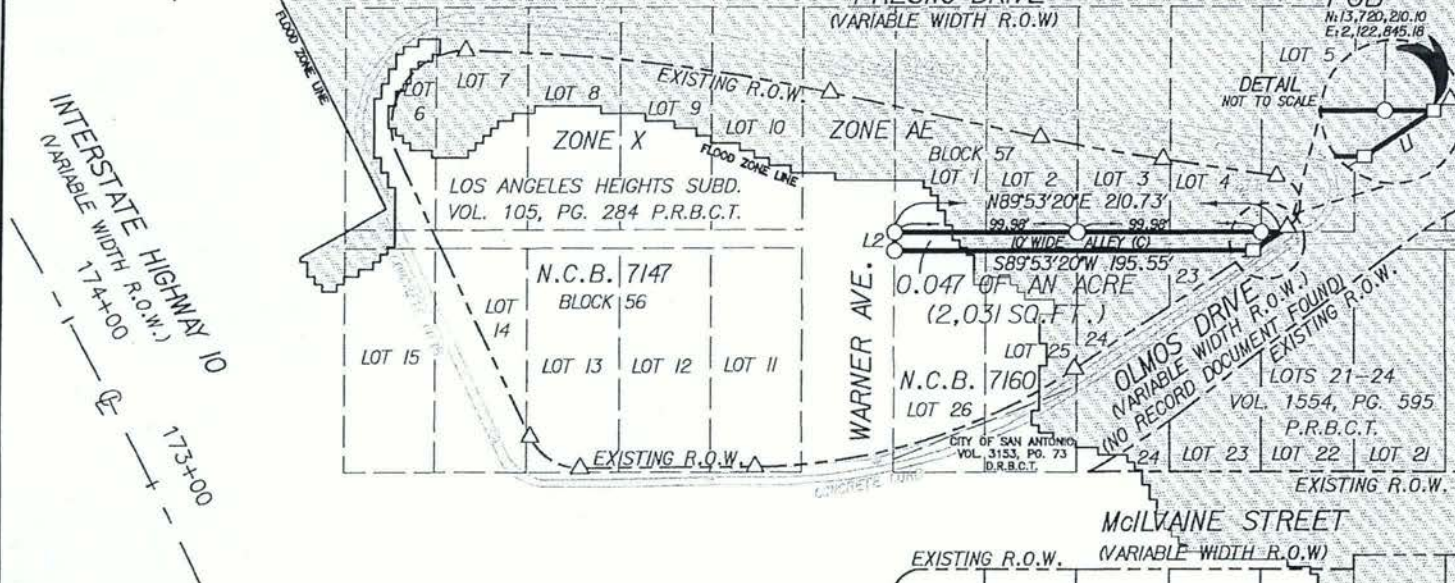 FRESNO DRIVE
(VARIABLE WIDTH R.O.W)
POB
N:13,720,210.10
E:2,122,845.18
LOT 5
DETAIL
NOT TO SCALE
L1
FLOOD ZONE LINE
INTERSTATE HIGHWAY 10
(VARIABLE WIDTH R.O.W.)
174+00
173+00
LOT 6
LOT 7
LOT 8
LOT 9
LOT 10
EXISTING R.O.W.
ZONE X
ZONE AE
FLOOD ZONE LINE
BLOCK 57
LOT 1
LOT 2
LOT 3
LOT 4
LOS ANGELES HEIGHTS SUBD.
VOL. 105, PG. 284 P.R.B.C.T.
N89°53'20"E 210.73'
99.98'
99.98'
L2
10' WIDE ALLEY (C)
S89°53'20"W 195.55'
0.047 OF AN ACRE
(2,031 SQ.FT.)
N.C.B. 7147
BLOCK 56
LOT 15
LOT 14
LOT 13
LOT 12
LOT 11
WARNER AVE.
23
24
LOT 25
N.C.B. 7160
LOT 26
CITY OF SAN ANTONIO
VOL. 3153, PG. 73
D.R.B.C.T.
OLMOS DRIVE
(VARIABLE WIDTH R.O.W.)
(NO RECORD DOCUMENT FOUND)
EXISTING R.O.W.
LOTS 21-24
VOL. 1554, PG. 595
P.R.B.C.T.
24
LOT 23
LOT 22
LOT 21
EXISTING R.O.W.
EXISTING R.O.W.
CONCRETE CURB
McILVAINE STREET
(VARIABLE WIDTH R.O.W)
EXISTING R.O.W.